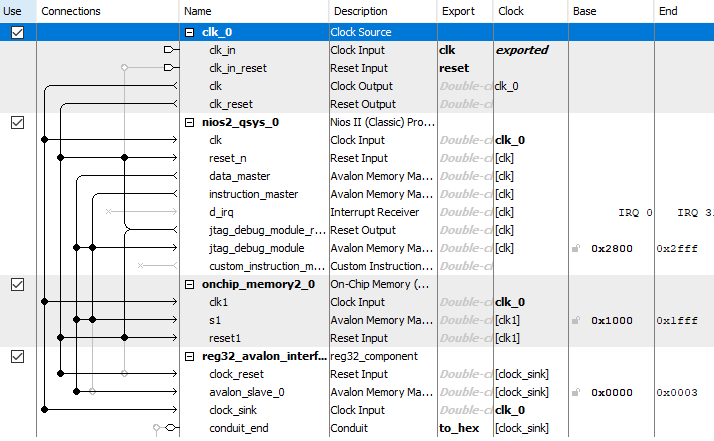 Use Connections Name Description Export Clock Base End
clk_0 Clock Source
clk_in Clock Input clk exported
clk_in_reset Reset Input reset
clk Clock Output Double-cl clk_0
clk_reset Reset Output Double-cl
nios2_qsys_0 Nios II (Classic) Pro...
clk Clock Input Double-cl clk_0
reset_n Reset Input Double-cl [clk]
data_master Avalon Memory Ma... Double-cl [clk]
instruction_master Avalon Memory Ma... Double-cl [clk]
d_irq Interrupt Receiver Double-cl [clk] IRQ 0 IRQ 3
jtag_debug_module_r... Reset Output Double-cl [clk]
jtag_debug_module Avalon Memory Ma... Double-cl [clk] 0x2800 0x2fff
custom_instruction_m... Custom Instruction... Double-cl
onchip_memory2_0 On-Chip Memory (...
clk1 Clock Input Double-cl clk_0
s1 Avalon Memory Ma... Double-cl [clk1] 0x1000 0x1fff
reset1 Reset Input Double-cl [clk1]
reg32_avalon_interf... reg32_component
clock_reset Reset Input Double-cl [clock_sink]
avalon_slave_0 Avalon Memory Ma... Double-cl [clock_sink] 0x0000 0x0003
clock_sink Clock Input Double-cl clk_0
conduit_end Conduit to_hex [clock_sink]